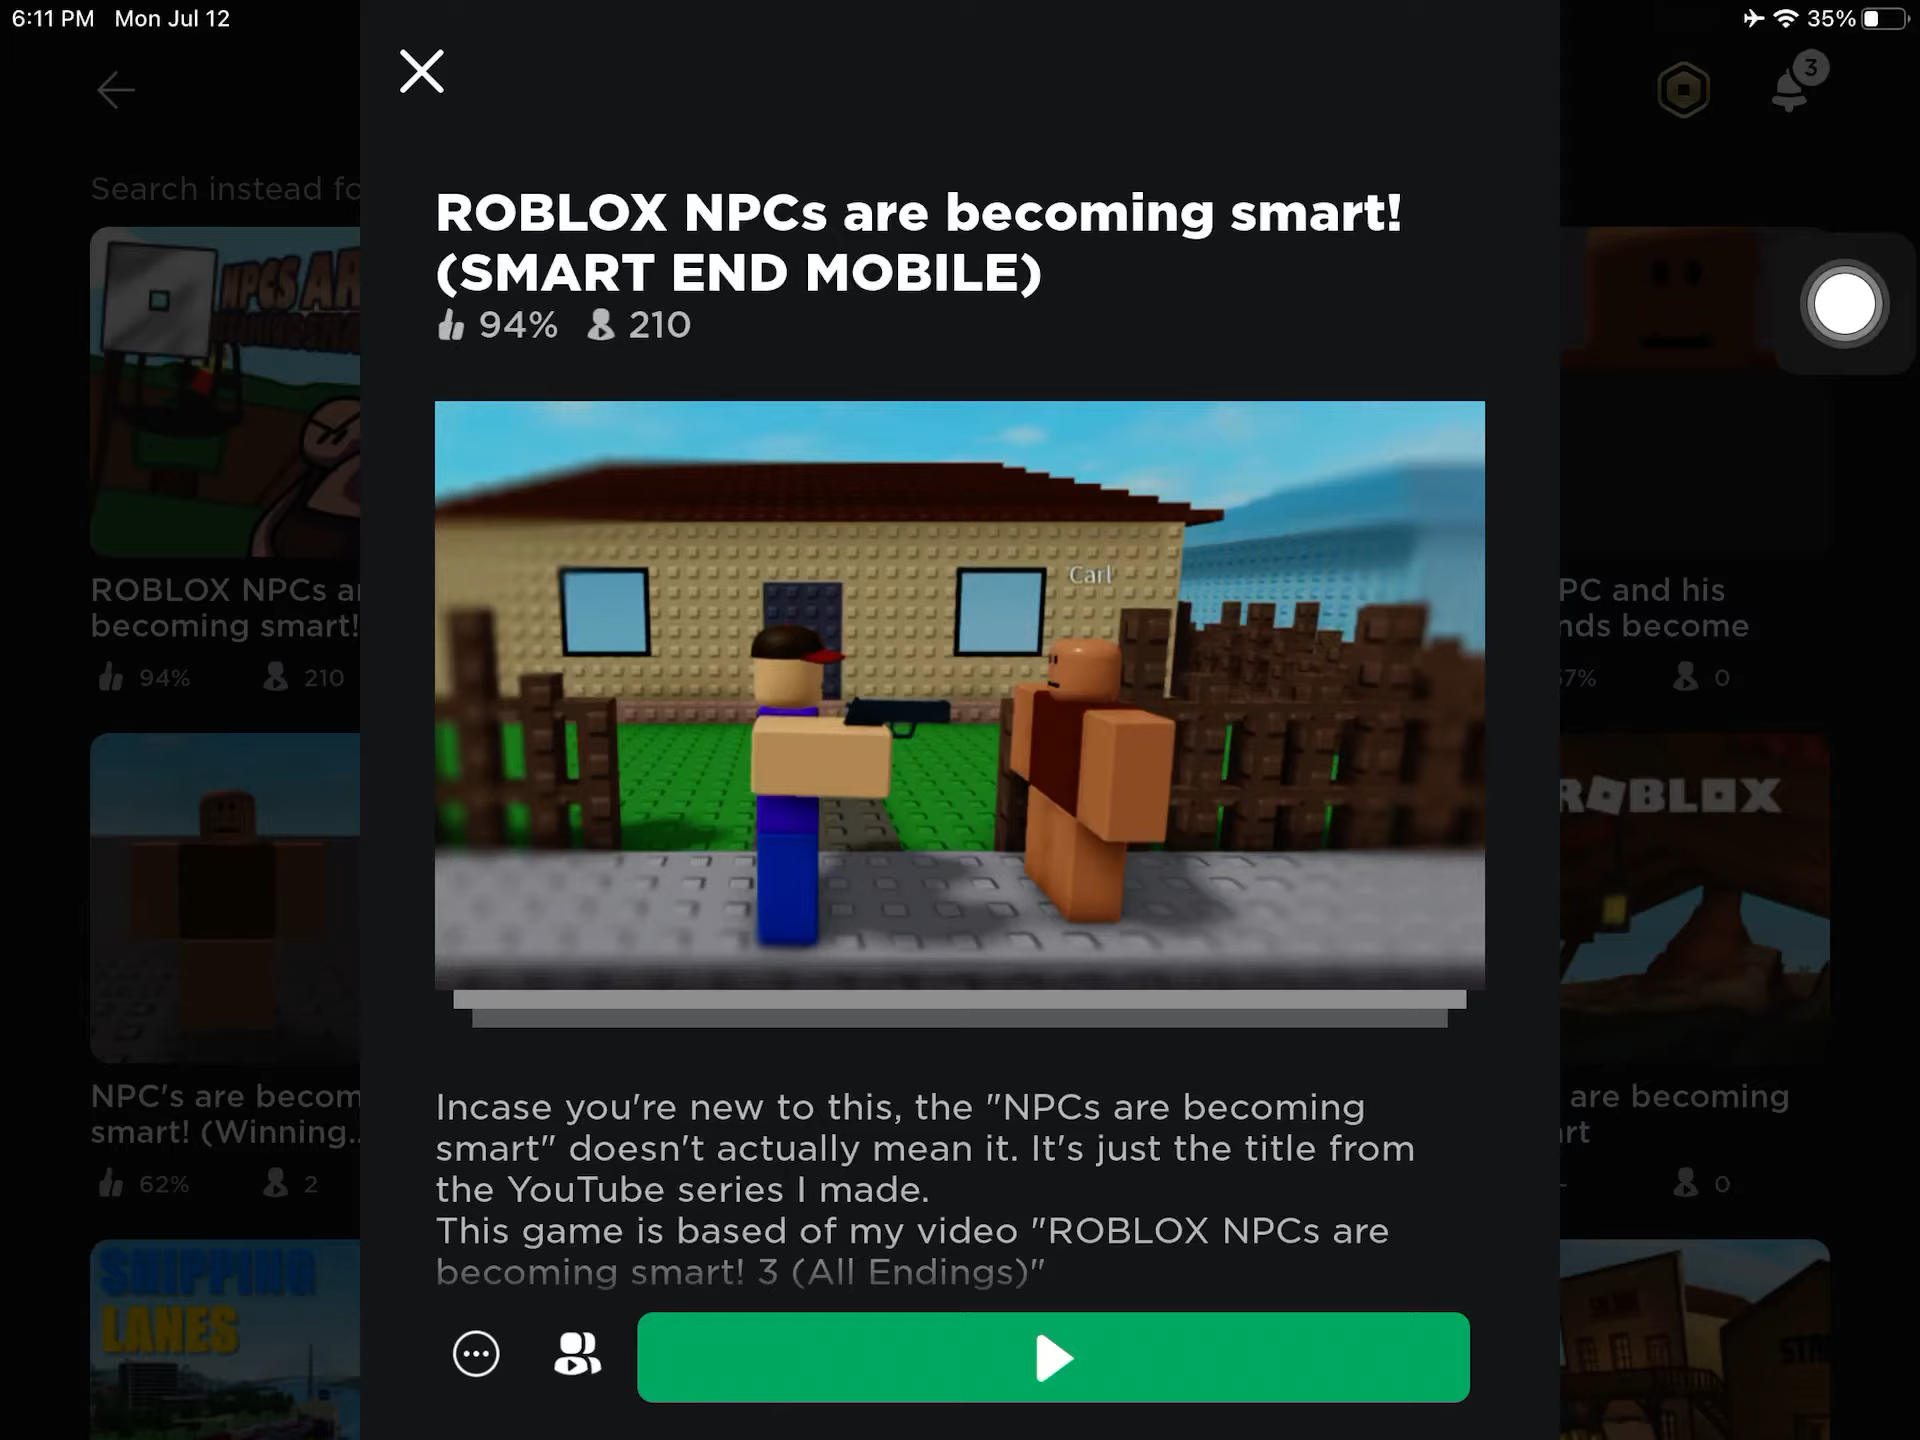 6:11 PM Mon Jul 12
35%
3
Search instead fo
ROBLOX NPCs are becoming smart!
(SMART END MOBILE)
94% 210
Carl
NPCS AR
ROBLOX NPCs a
becoming smart!
94% 210
PC and his
nds become
57% 0
NPC's are becom
smart! (Winning..
62% 2
ROBLOX
are becoming
rt
0
Incase you're new to this, the "NPCs are becoming
smart" doesn't actually mean it. It's just the title from
the YouTube series I made.
This game is based of my video "ROBLOX NPCs are
becoming smart! 3 (All Endings)"
SHIPPING
LANES